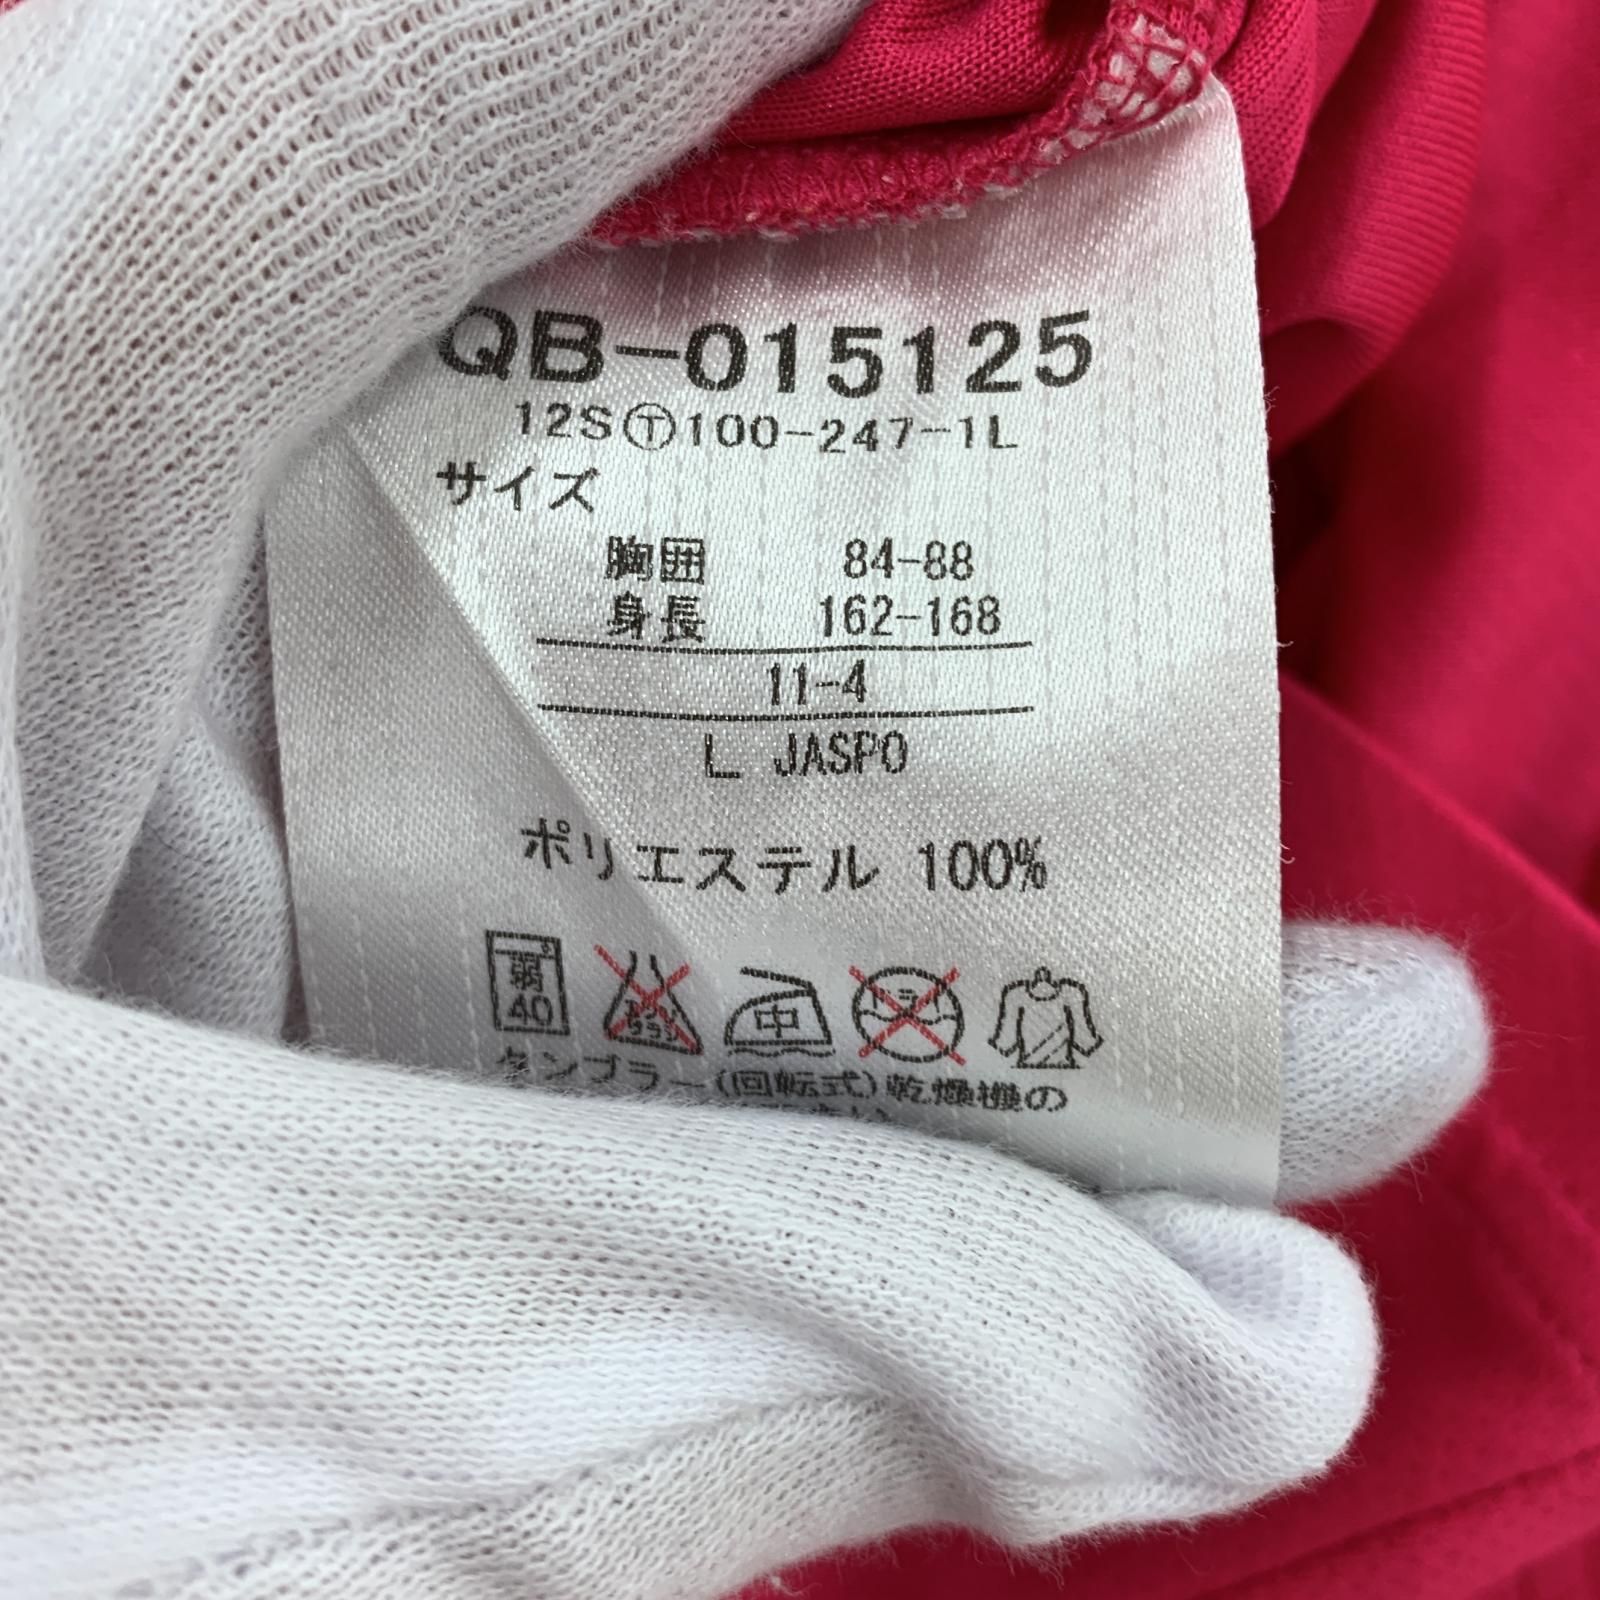 QB-015125
12SⓉ100-247-1L
サイズ
胸囲 84-88
身長 162-168
11-4
L JASPO
ポリエステル 100%
弱 40
中
タンブラー(回転式)乾燥機の